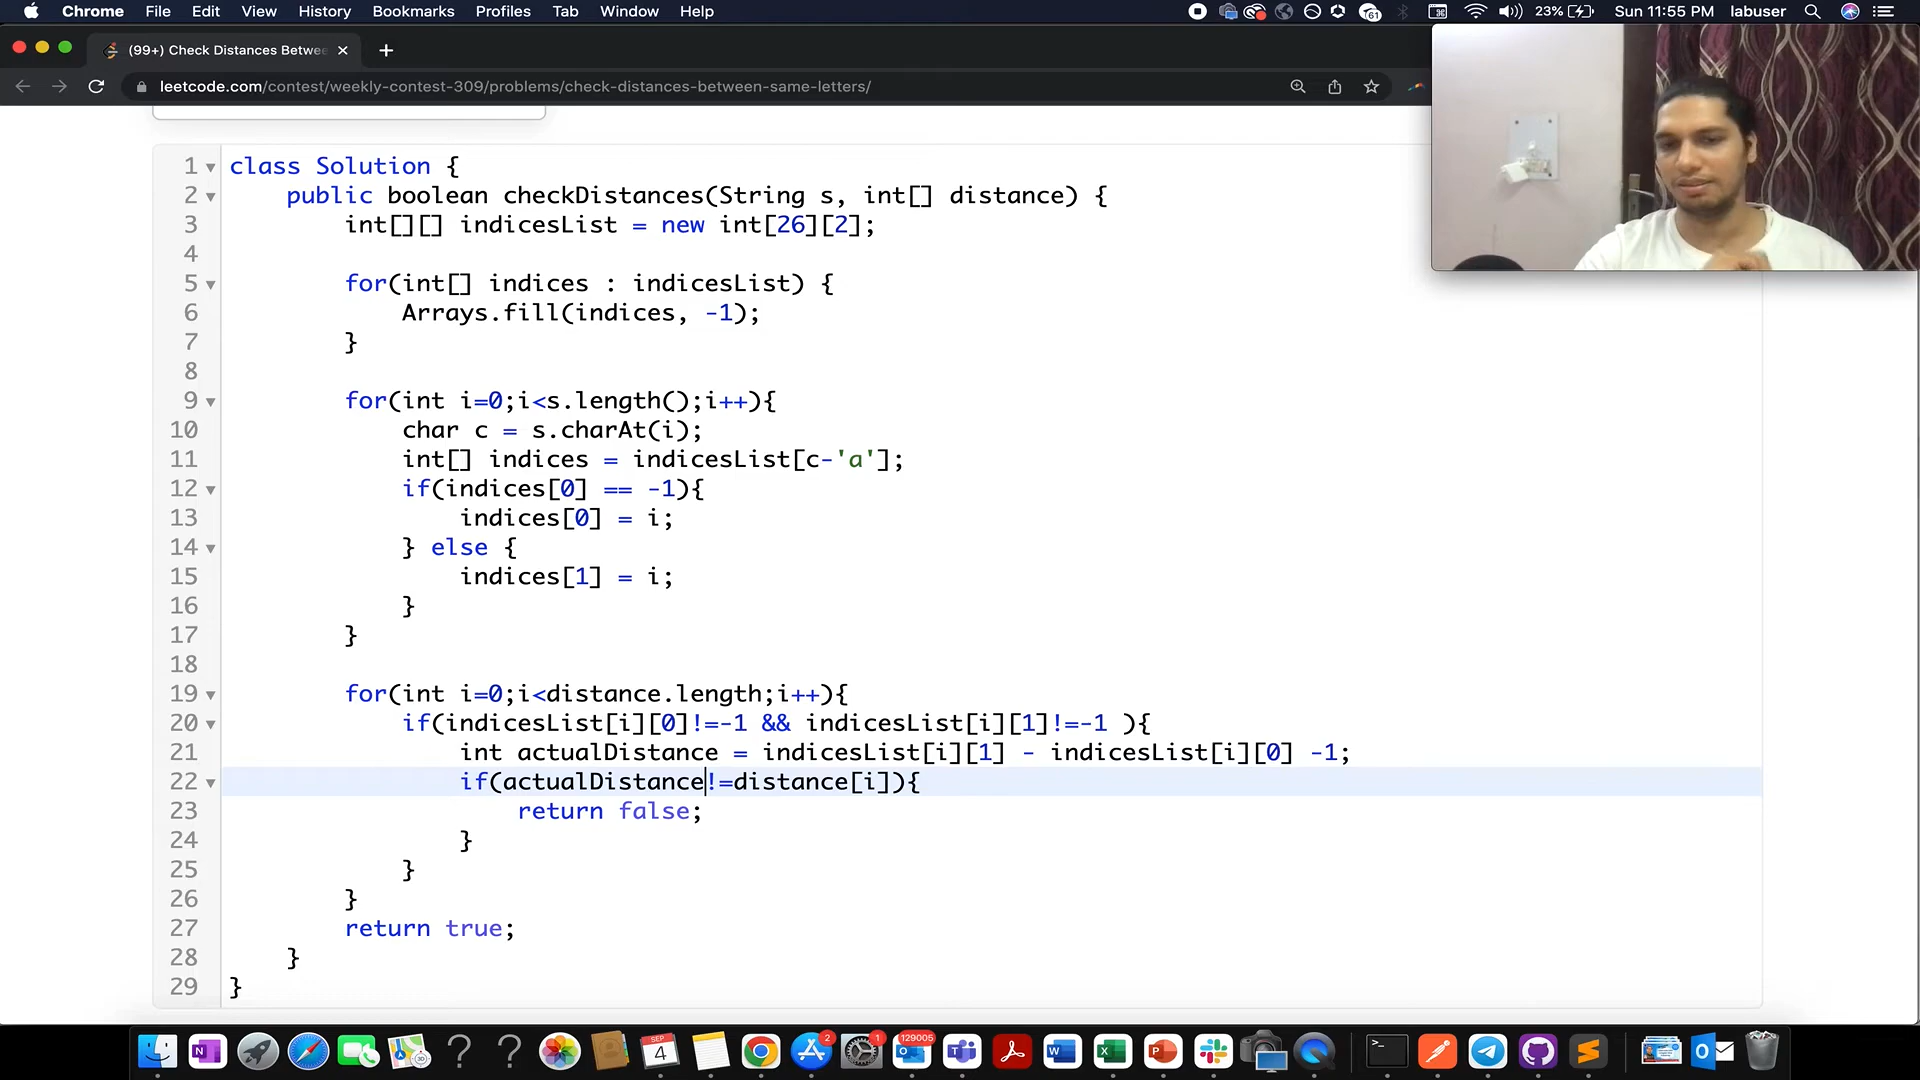 Chrome File Edit View History Bookmarks Profiles Tab Window Help 61 23% Sun 11:55 PM labuser
(99+) Check Distances Betwee
leetcode.com/contest/weekly-contest-309/problems/check-distances-between-same-letters/
1 class Solution {
2 public boolean checkDistances(String s, int[] distance) {
3 int[][] indicesList = new int[26][2];
4
5 for(int[] indices : indicesList) {
6 Arrays.fill(indices, -1);
7 }
8
9 for(int i=0;i<s.length();i++){
10 char c = s.charAt(i);
11 int[] indices = indicesList[c-'a'];
12 if(indices[0] == -1){
13 indices[0] = i;
14 } else {
15 indices[1] = i;
16 }
17 }
18
19 for(int i=0;i<distance.length;i++){
20 if(indicesList[i][0]!=-1 && indicesList[i][1]!=-1 ){
21 int actualDistance = indicesList[i][1] - indicesList[i][0] -1;
22 if(actualDistance!=distance[i]){
23 return false;
24 }
25 }
26 }
27 return true;
28 }
29 }
N ? ? SEP 4 2 1 129005 W X P >_ O